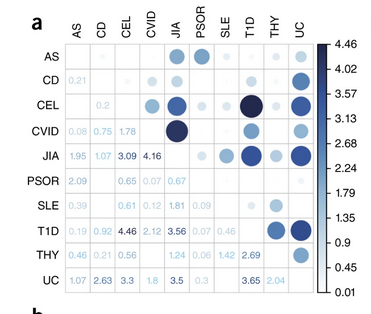 a
AS CD CEL CVID JIA PSOR SLE T1D THY UC
AS
CD 0.21
CEL 0.2
CVID 0.08 0.75 1.78
JIA 1.95 1.07 3.09 4.16
PSOR 2.09 0.65 0.07 0.67
SLE 0.39 0.61 0.12 1.81 0.09
T1D 0.19 0.92 4.46 2.12 3.56 0.07 0.46
THY 0.46 0.21 0.56 1.24 0.06 1.42 2.69
UC 1.07 2.63 3.3 1.8 3.5 0.3 3.65 2.04
4.46
4.02
3.57
3.13
2.68
2.24
1.79
1.35
0.9
0.45
0.01